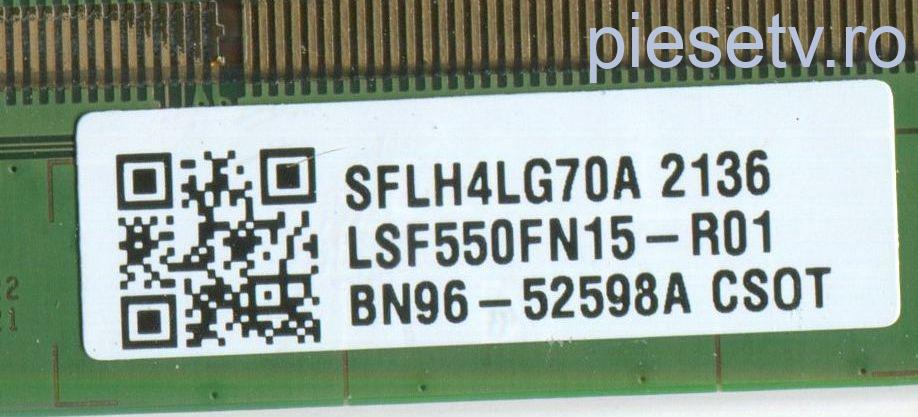 piesetv.ro
SFLH4LG70A 2136
LSF550FN15-R01
BN96-52598A CSOT